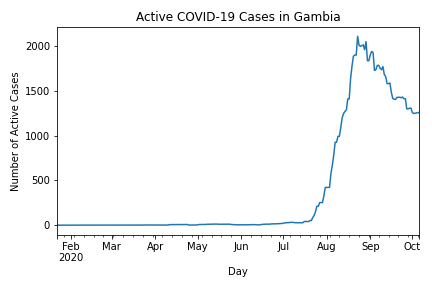 Active COVID-19 Cases in Gambia
Number of Active Cases
2000
1500
1000
500
0
Feb Mar Apr May Jun Jul Aug Sep Oct
2020
Day